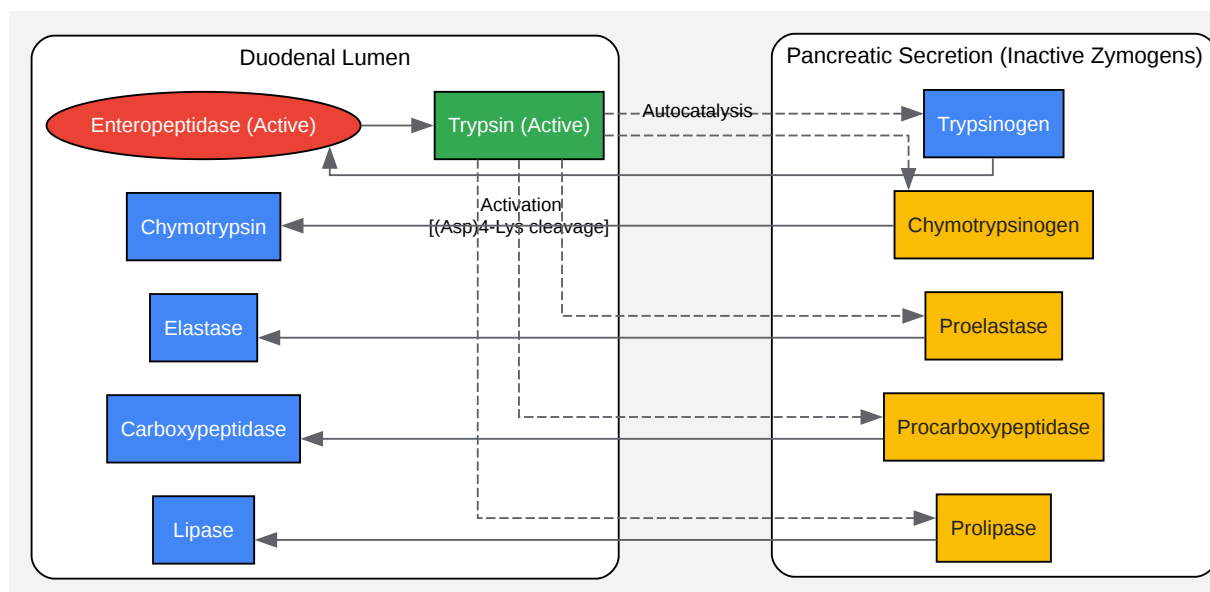 Duodenal Lumen
Pancreatic Secretion (Inactive Zymogens)
Enteropeptidase (Active)
Trypsin (Active)
Autocatalysis
Trypsinogen
Activation
[(Asp)4-Lys cleavage]
Chymotrypsin
Chymotrypsinogen
Elastase
Proelastase
Carboxypeptidase
Procarboxypeptidase
Lipase
Prolipase